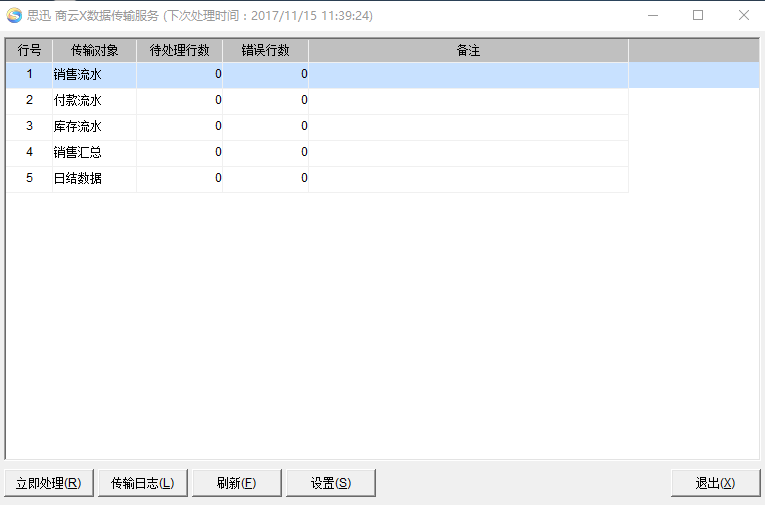 思迅 商云X数据传输服务 (下次处理时间：2017/11/15 11:39:24)
行号 传输对象 待处理行数 错误行数 备注
1 销售流水 0 0
2 付款流水 0 0
3 库存流水 0 0
4 销售汇总 0 0
5 日结数据 0 0
立即处理(R) 传输日志(L) 刷新(F) 设置(S) 退出(X)